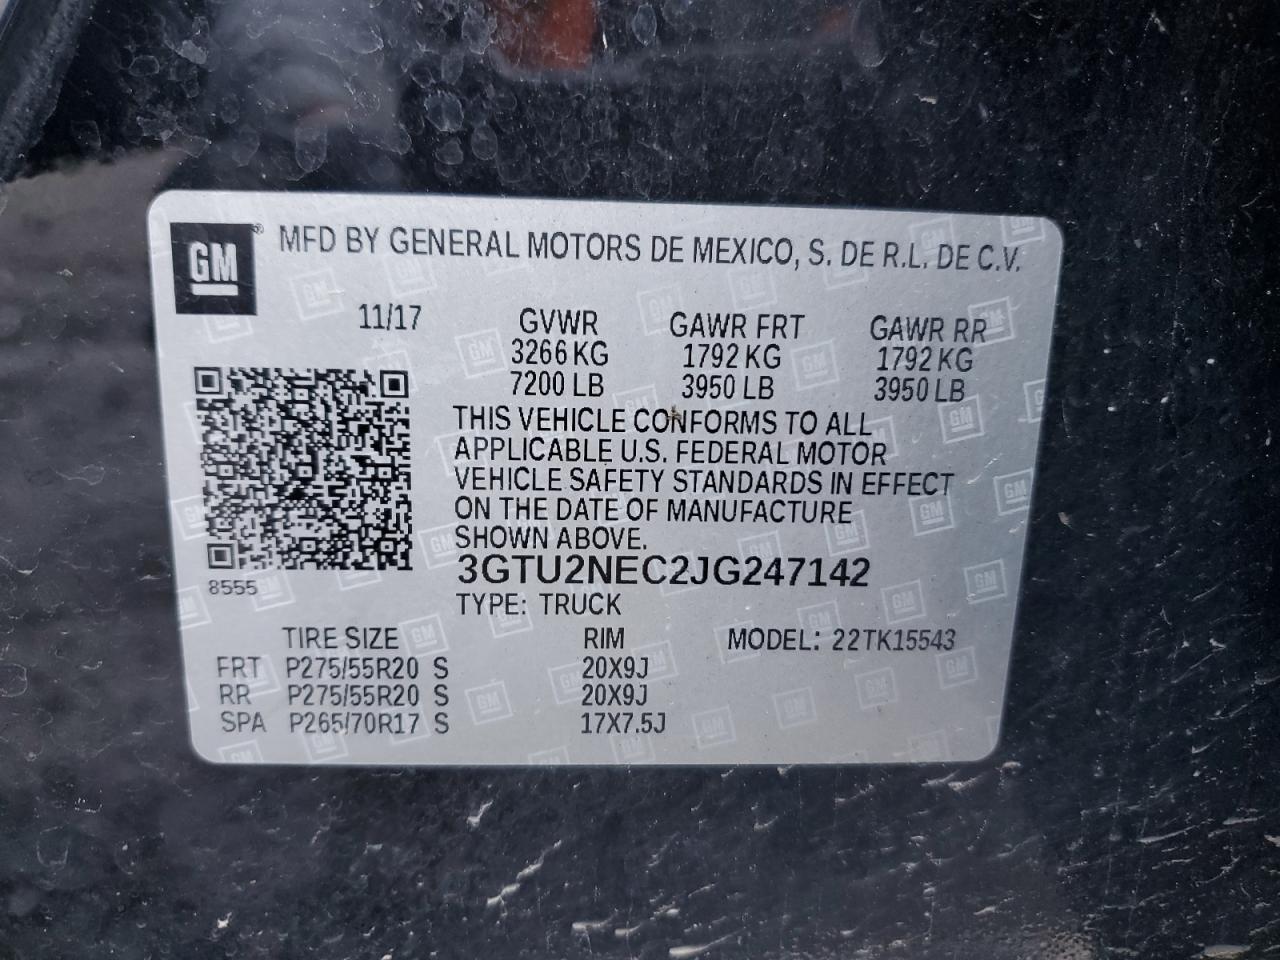 GM® MFD BY GENERAL MOTORS DE MEXICO, S. DE R.L. DE C.V.
11/17 GVWR GAWR FRT GAWR RR
3266 KG 1792 KG 1792 KG
7200 LB 3950 LB 3950 LB
THIS VEHICLE CONFORMS TO ALL
APPLICABLE U.S. FEDERAL MOTOR
VEHICLE SAFETY STANDARDS IN EFFECT
ON THE DATE OF MANUFACTURE
SHOWN ABOVE.
8555 3GTU2NEC2JG247142
TYPE: TRUCK
TIRE SIZE RIM MODEL: 22TK15543
FRT P275/55R20 S 20X9J
RR P275/55R20 S 20X9J
SPA P265/70R17 S 17X7.5J